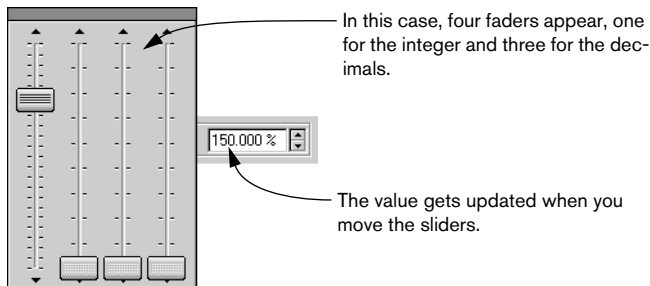 In this case, four faders appear, one
for the integer and three for the dec-
imals.
150.000 %
The value gets updated when you
move the sliders.